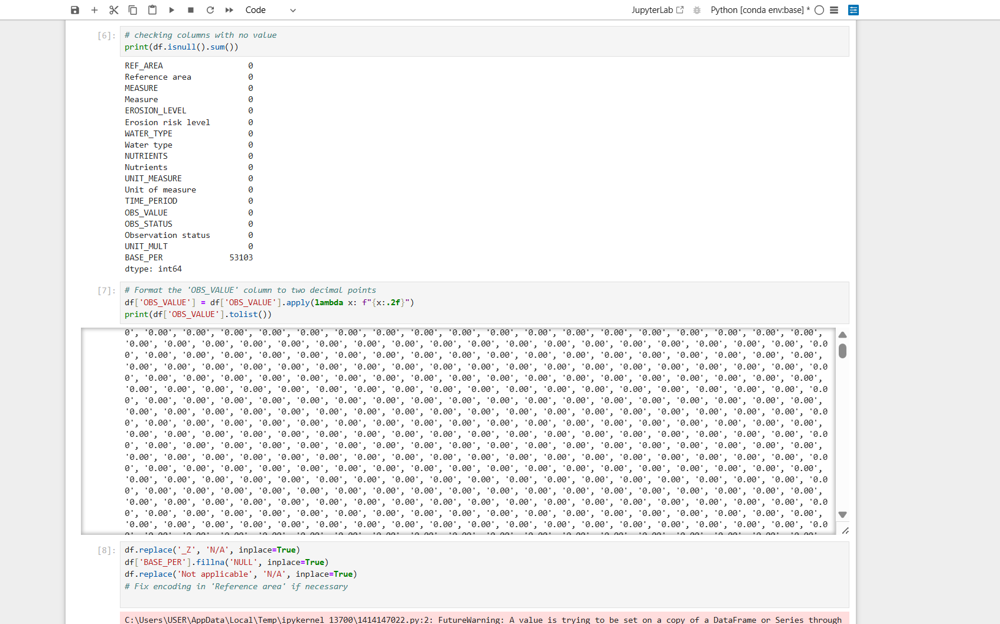 Code
JupyterLab
Python [conda env:base] *
[6]:
# checking columns with no value
print(df.isnull().sum())
REF_AREA 0
Reference area 0
MEASURE 0
Measure 0
EROSION_LEVEL 0
Erosion risk level 0
WATER_TYPE 0
Water type 0
NUTRIENTS 0
Nutrients 0
UNIT_MEASURE 0
Unit of measure 0
TIME_PERIOD 0
OBS_VALUE 0
OBS_STATUS 0
Observation status 0
UNIT_MULT 0
BASE_PER 53103
dtype: int64
[7]:
# Format the 'OBS_VALUE' column to two decimal points
df['OBS_VALUE'] = df['OBS_VALUE'].apply(lambda x: f"{x:.2f}")
print(df['OBS_VALUE'].tolist())
0', '0.00', '0.00', '0.00', '0.00', '0.00', '0.00', '0.00', '0.00', '0.00', '0.00', '0.00', '0.00', '0.00', '0.00', '0.00', '0.00', '0.00', '0.00',
'0.00', '0.00', '0.00', '0.00', '0.00', '0.00', '0.00', '0.00', '0.00', '0.00', '0.00', '0.00', '0.00', '0.00', '0.00', '0.00', '0.00', '0.00', '0.0
0', '0.00', '0.00', '0.00', '0.00', '0.00', '0.00', '0.00', '0.00', '0.00', '0.00', '0.00', '0.00', '0.00', '0.00', '0.00', '0.00', '0.00', '0.00',
'0.00', '0.00', '0.00', '0.00', '0.00', '0.00', '0.00', '0.00', '0.00', '0.00', '0.00', '0.00', '0.00', '0.00', '0.00', '0.00', '0.00', '0.00', '0.0
0', '0.00', '0.00', '0.00', '0.00', '0.00', '0.00', '0.00', '0.00', '0.00', '0.00', '0.00', '0.00', '0.00', '0.00', '0.00', '0.00', '0.00', '0.00',
'0.00', '0.00', '0.00', '0.00', '0.00', '0.00', '0.00', '0.00', '0.00', '0.00', '0.00', '0.00', '0.00', '0.00', '0.00', '0.00', '0.00', '0.00', '0.0
0', '0.00', '0.00', '0.00', '0.00', '0.00', '0.00', '0.00', '0.00', '0.00', '0.00', '0.00', '0.00', '0.00', '0.00', '0.00', '0.00', '0.00', '0.00',
'0.00', '0.00', '0.00', '0.00', '0.00', '0.00', '0.00', '0.00', '0.00', '0.00', '0.00', '0.00', '0.00', '0.00', '0.00', '0.00', '0.00', '0.00', '0.0
0', '0.00', '0.00', '0.00', '0.00', '0.00', '0.00', '0.00', '0.00', '0.00', '0.00', '0.00', '0.00', '0.00', '0.00', '0.00', '0.00', '0.00', '0.00',
'0.00', '0.00', '0.00', '0.00', '0.00', '0.00', '0.00', '0.00', '0.00', '0.00', '0.00', '0.00', '0.00', '0.00', '0.00', '0.00', '0.00', '0.00', '0.0
0', '0.00', '0.00', '0.00', '0.00', '0.00', '0.00', '0.00', '0.00', '0.00', '0.00', '0.00', '0.00', '0.00', '0.00', '0.00', '0.00', '0.00', '0.00',
'0.00', '0.00', '0.00', '0.00', '0.00', '0.00', '0.00', '0.00', '0.00', '0.00', '0.00', '0.00', '0.00', '0.00', '0.00', '0.00', '0.00', '0.00', '0.0
0', '0.00', '0.00', '0.00', '0.00', '0.00', '0.00', '0.00', '0.00', '0.00', '0.00', '0.00', '0.00', '0.00', '0.00', '0.00', '0.00', '0.00', '0.00',
'0.00', '0.00', '0.00', '0.00', '0.00', '0.00', '0.00', '0.00', '0.00', '0.00', '0.00', '0.00', '0.00', '0.00', '0.00', '0.00', '0.00', '0.00', '0.0
0', '0.00', '0.00', '0.00', '0.00', '0.00', '0.00', '0.00', '0.00', '0.00', '0.00', '0.00', '0.00', '0.00', '0.00', '0.00', '0.00', '0.00', '0.00',
'0.00', '0.00', '0.00', '0.00', '0.00', '0.00', '0.00', '0.00', '0.00', '0.00', '0.00', '0.00', '0.00', '0.00', '0.00', '0.00', '0.00', '0.00', '0.0
0', '0.00', '0.00', '0.00', '0.00', '0.00', '0.00', '0.00', '0.00', '0.00', '0.00', '0.00', '0.00', '0.00', '0.00', '0.00', '0.00', '0.00', '0.00',
'0.00', '0.00', '0.00', '0.00', '0.00', '0.00', '0.00', '0.00', '0.00', '0.00', '0.00', '0.00', '0.00', '0.00', '0.00', '0.00', '0.00', '0.00', '0.0
[8]:
df.replace('_Z', 'N/A', inplace=True)
df['BASE_PER'].fillna('NULL', inplace=True)
df.replace('Not applicable', 'N/A', inplace=True)
# Fix encoding in 'Reference area' if necessary
C:\Users\USER\AppData\Local\Temp\ipykernel_13700\1414147022.py:2: FutureWarning: A value is trying to be set on a copy of a DataFrame or Series through